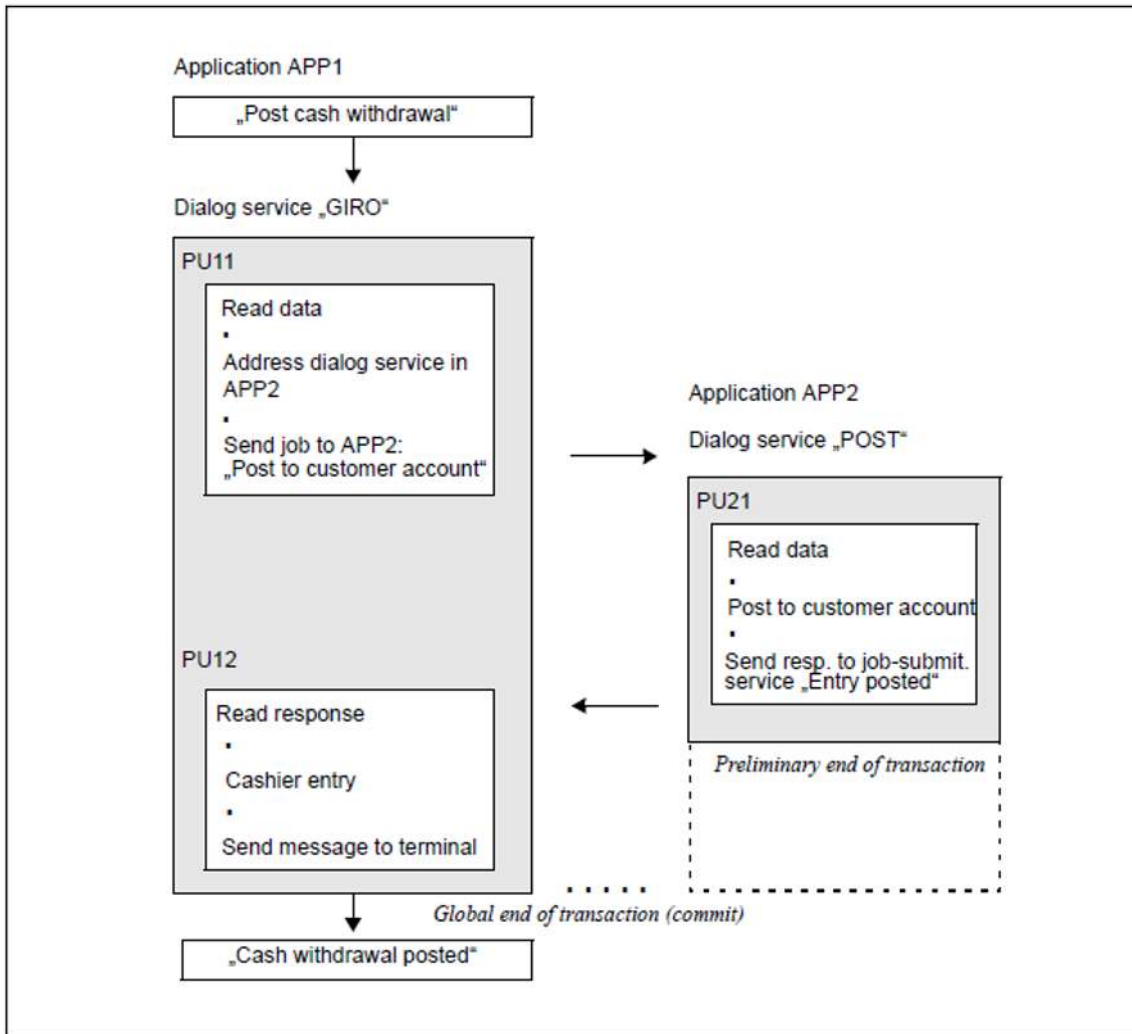 Application APP1
„Post cash withdrawal“
Dialog service „GIRO“
PU11
Read data
Address dialog service in
APP2
Send job to APP2:
„Post to customer account“
Application APP2
Dialog service „POST“
PU21
Read data
Post to customer account
Send resp. to job-submit.
service „Entry posted“
Preliminary end of transaction
PU12
Read response
Cashier entry
Send message to terminal
Global end of transaction (commit)
„Cash withdrawal posted“